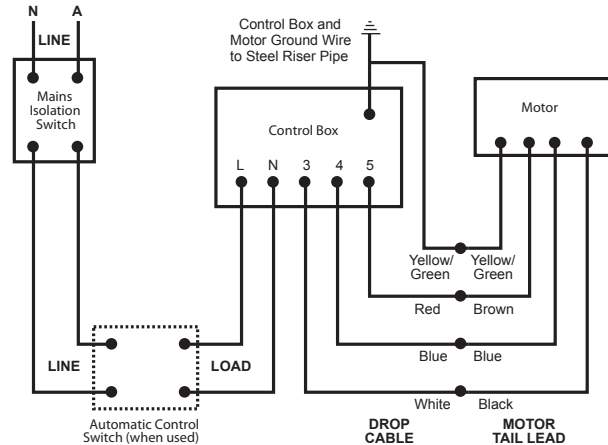 N A
LINE
Mains
Isolation
Switch
Control Box and
Motor Ground Wire
to Steel Riser Pipe
Control Box
L N 3 4 5
Motor
Yellow/
Green
Yellow/
Green
Red Brown
Blue Blue
White Black
LINE
LOAD
Automatic Control
Switch (when used)
DROP
CABLE
MOTOR
TAIL LEAD